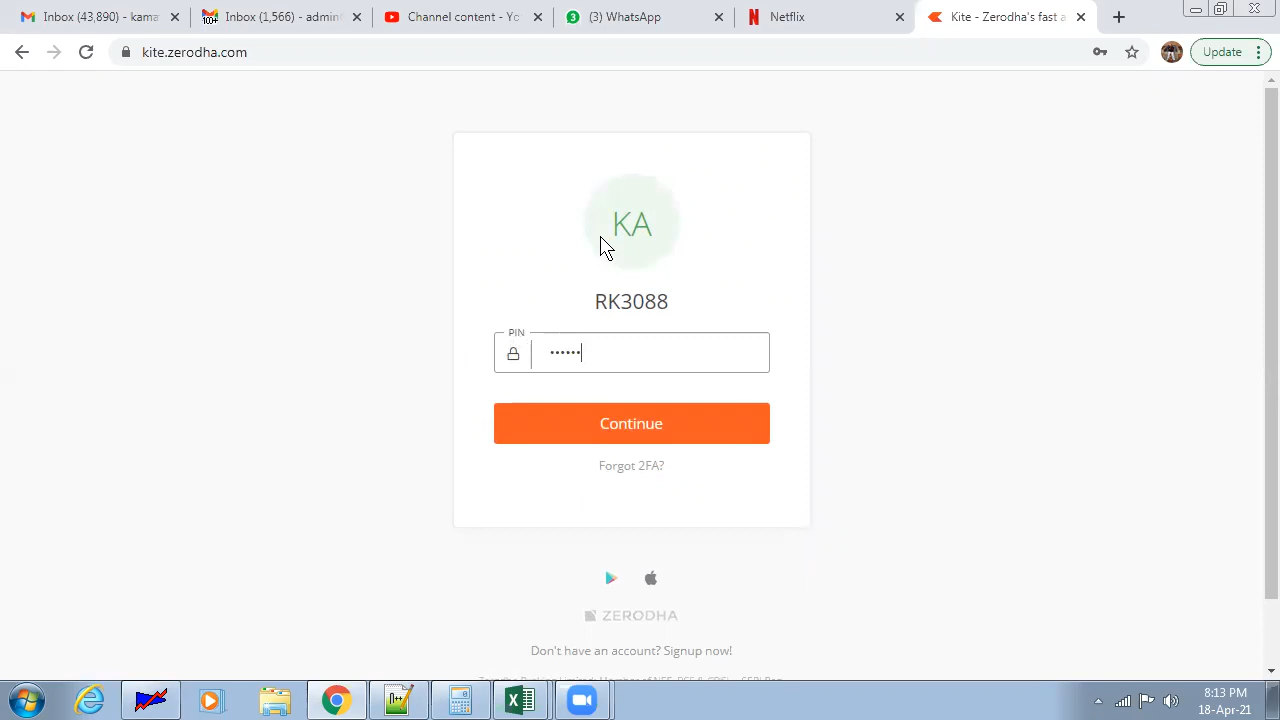 Inbox (43,890) - kama
Inbox (1,566) - admin
Channel content - Yo
(3) WhatsApp
Netflix
Kite - Zerodha's fast a
kite.zerodha.com
Update
KA
RK3088
PIN
••••••
Continue
Forgot 2FA?
ZERODHA
Don't have an account? Signup now!
8:13 PM
18-Apr-21